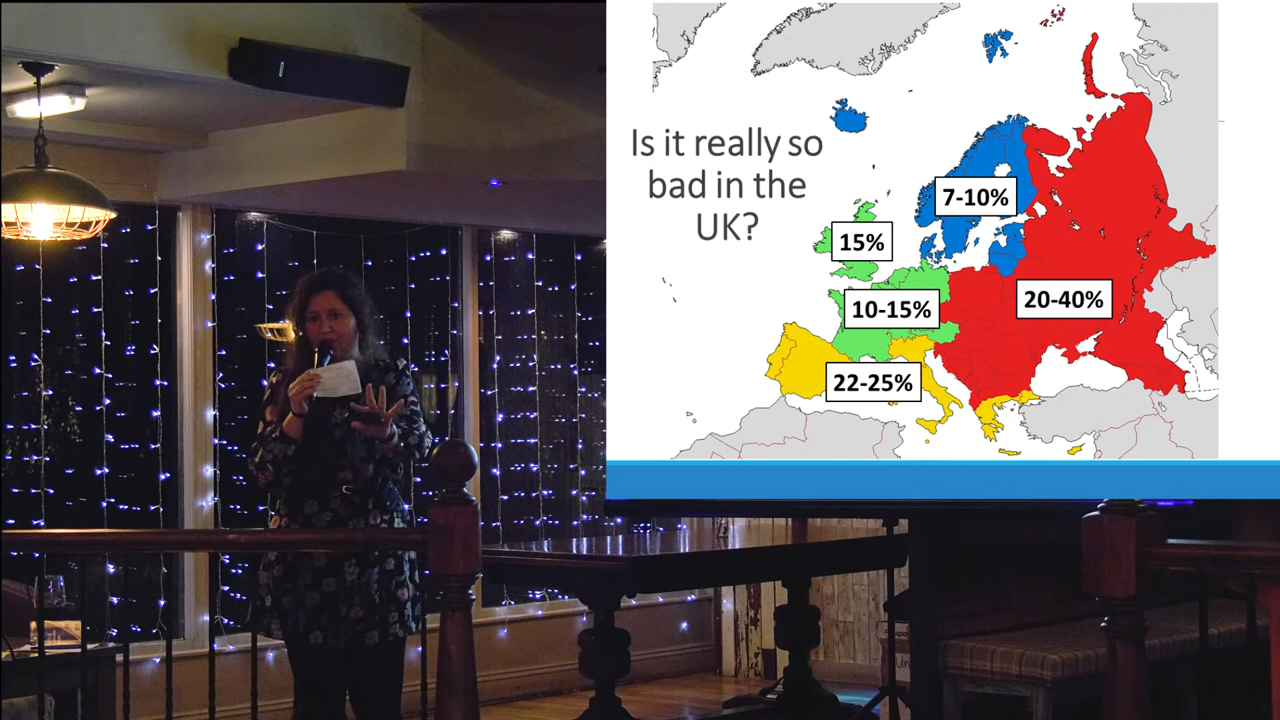 Is it really so
bad in the
UK?
7-10%
15%
10-15%
20-40%
22-25%